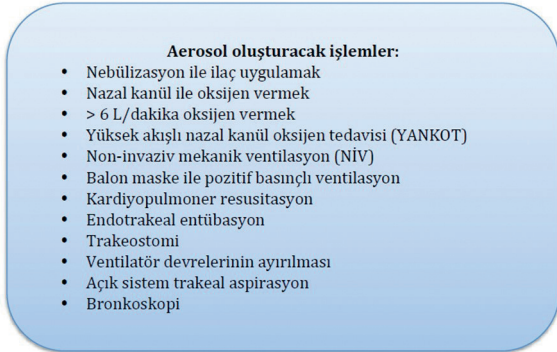 Aerosol oluşturacak işlemler:
• Nebülizasyon ile ilaç uygulamak
• Nazal kanül ile oksijen vermek
• > 6 L/dakika oksijen vermek
• Yüksek akışlı nazal kanül oksijen tedavisi (YANKOT)
• Non-invaziv mekanik ventilasyon (NİV)
• Balon maske ile pozitif basınçlı ventilasyon
• Kardiyopulmoner resusitasyon
• Endotrakeal entübasyon
• Trakeostomi
• Ventilatör devrelerinin ayırılması
• Açık sistem trakeal aspirasyon
• Bronkoskopi